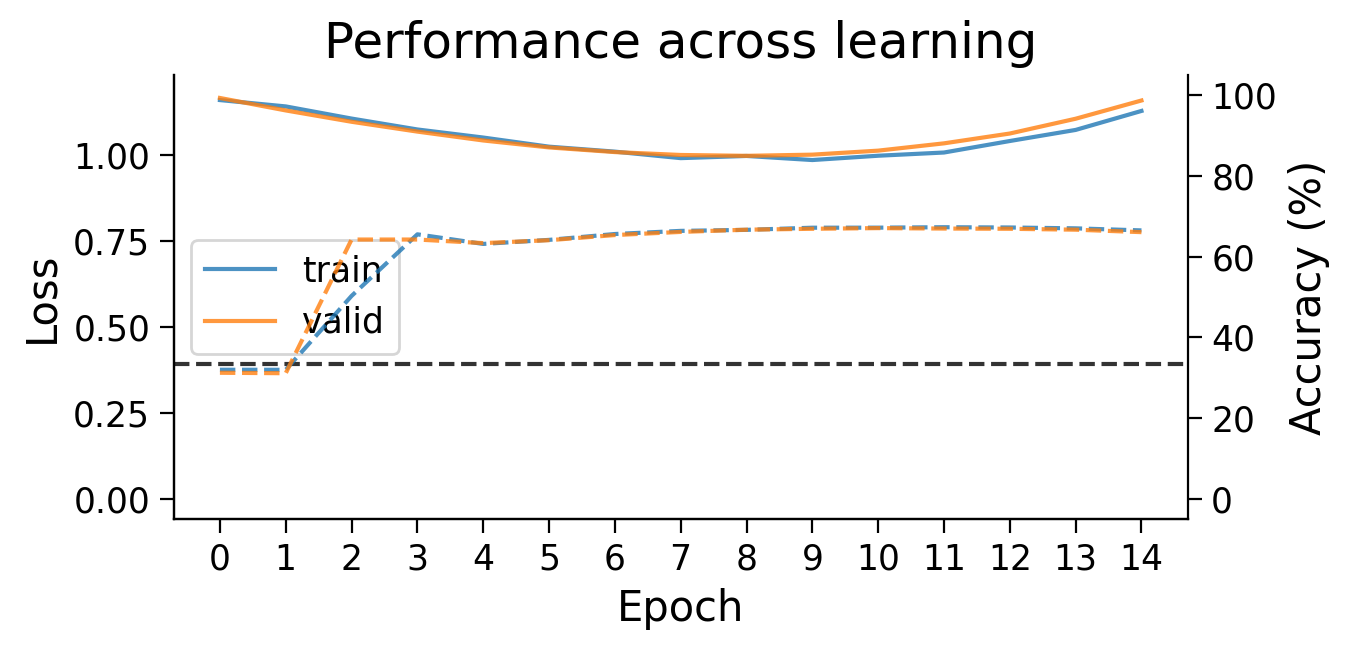 Performance across learning
Loss
1.00
0.75
0.50
0.25
0.00
train
valid
100
80
60
40
20
0
Accuracy (%)
0 1 2 3 4 5 6 7 8 9 10 11 12 13 14
Epoch